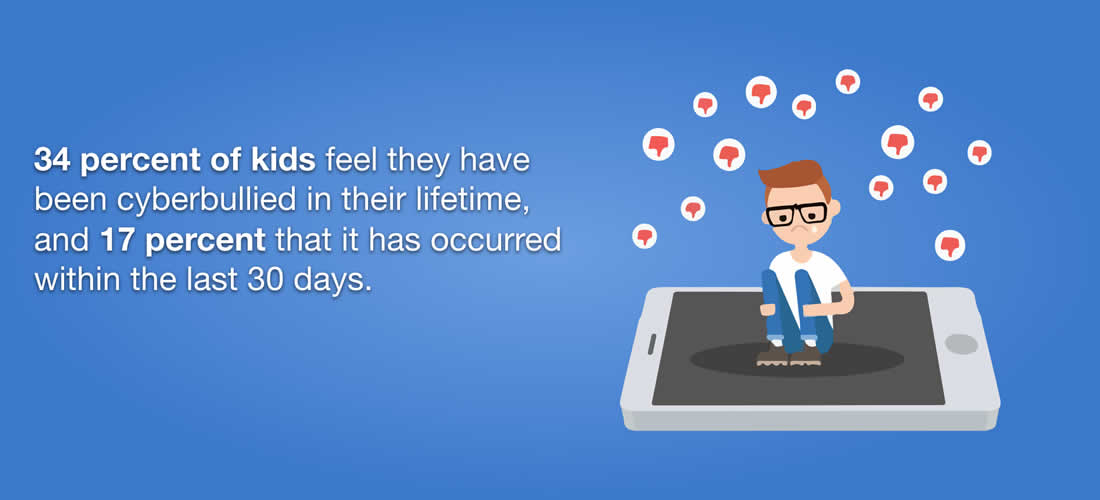 34 percent of kids feel they have
been cyberbullied in their lifetime,
and 17 percent that it has occurred
within the last 30 days.